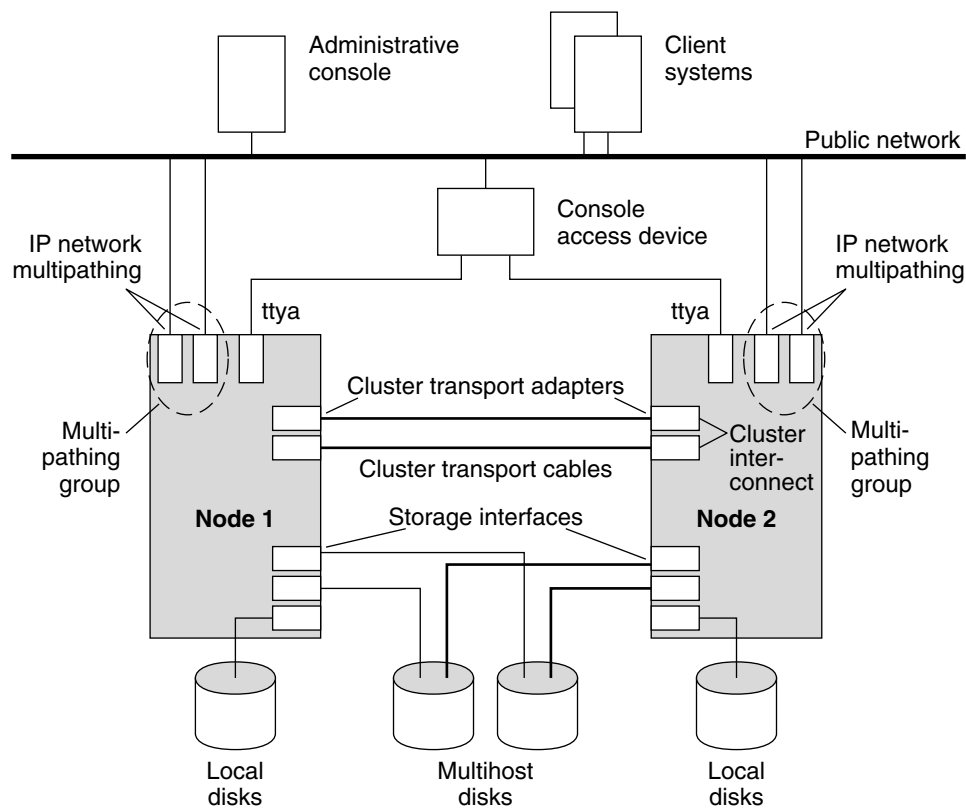 Administrative
console
Client
systems
Public network
Console
access device
IP network
multipathing
IP network
multipathing
ttya
ttya
Cluster transport adapters
Multi-
pathing
group
Cluster
inter-
connect
Multi-
pathing
group
Cluster transport cables
Node 1
Storage interfaces
Node 2
Local
disks
Multihost
disks
Local
disks